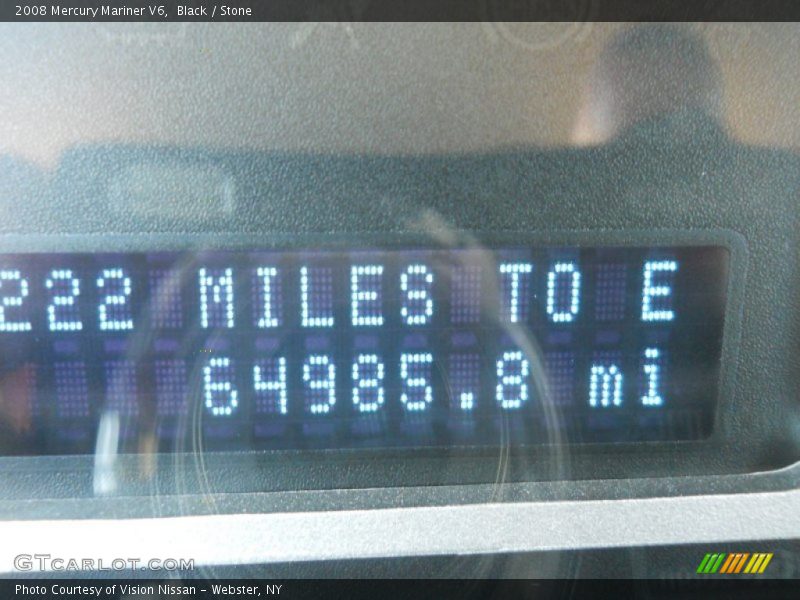 2008 Mercury Mariner V6,  Black / Stone
222 MILES TO E
64985.8 mi
GTcarlot.com
Photo Courtesy of Vision Nissan - Webster, NY